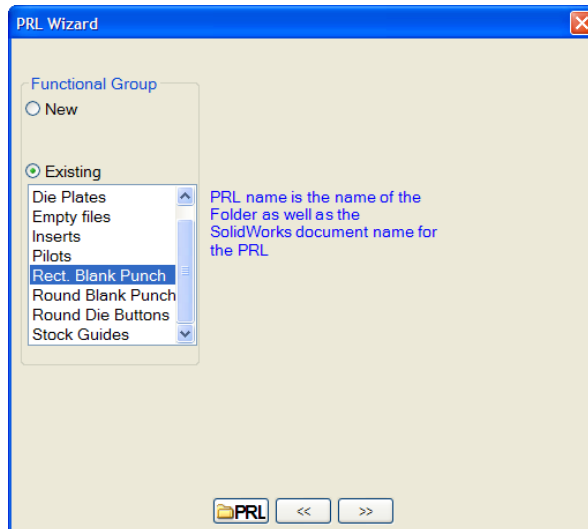 PRL Wizard
Functional Group
New
Existing
Die Plates
Empty files
Inserts
Pilots
Rect. Blank Punch
Round Blank Punch
Round Die Buttons
Stock Guides
PRL name is the name of the
Folder as well as the
SolidWorks document name for
the PRL
PRL << >>